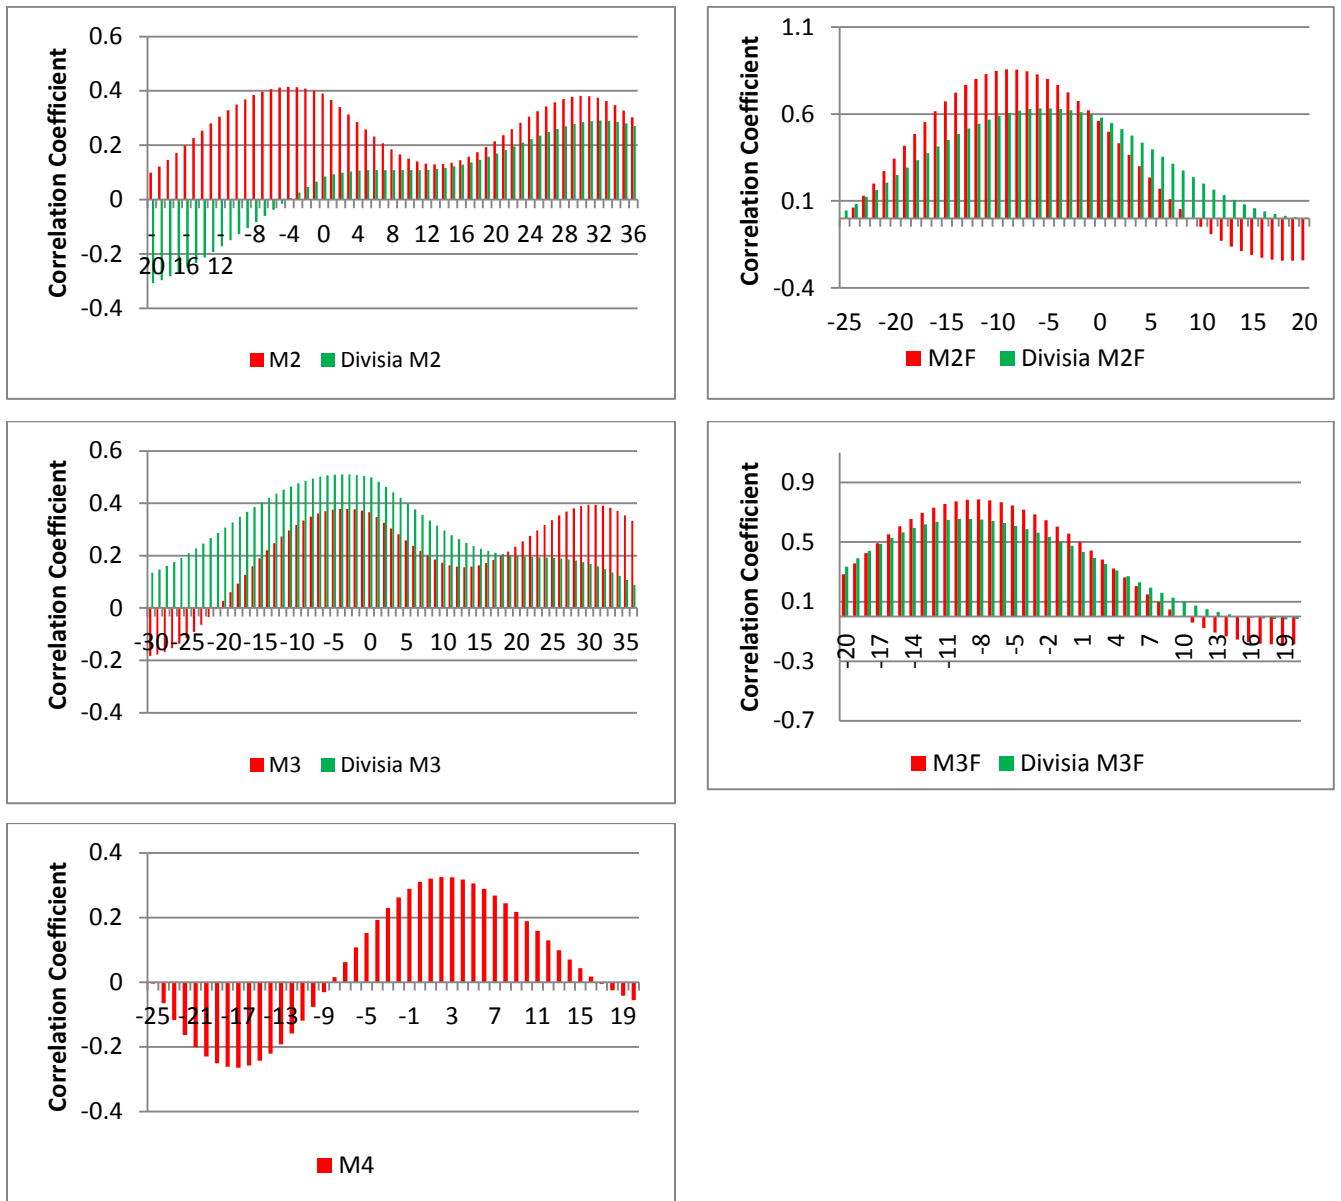 Correlation Coefficient
0.6
0.4
0.2
0
-0.2
-0.4
- - - -8 -4 0 4 8 12 16 20 24 28 32 36
20 16 12
M2 Divisia M2
Correlation Coefficient
1.1
0.6
0.1
-0.4
-25 -20 -15 -10 -5 0 5 10 15 20
M2F Divisia M2F
Correlation Coefficient
0.6
0.4
0.2
0
-0.2
-0.4
-30 -25 -20 -15 -10 -5 0 5 10 15 20 25 30 35
M3 Divisia M3
Correlation Coefficient
0.9
0.5
0.1
-0.3
-0.7
-20 -17 -14 -11 -8 -5 -2 1 4 7 10 13 16 19
M3F Divisia M3F
Correlation Coefficient
0.4
0.2
0
-0.2
-0.4
-25 -21 -17 -13 -9 -5 -1 3 7 11 15 19
M4